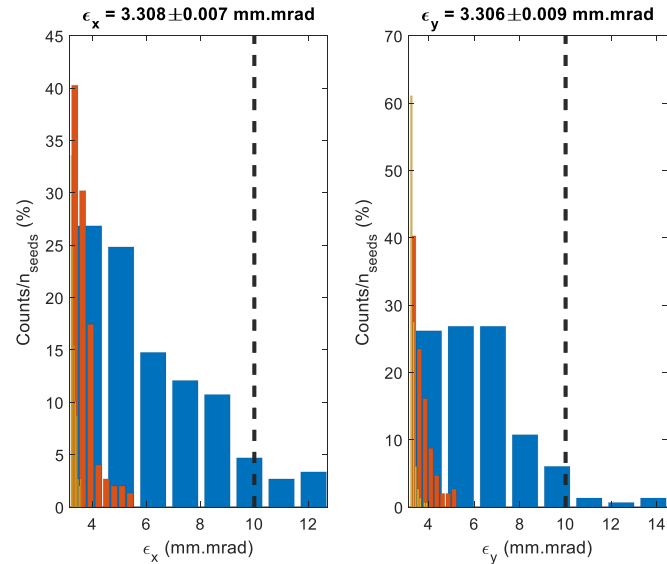 ϵx = 3.308±0.007 mm.mrad
45
40
35
30
25
20
15
10
5
0
Counts/nseeds (%)
4 6 8 10 12
ϵx (mm.mrad)
ϵy = 3.306±0.009 mm.mrad
70
60
50
40
30
20
10
0
Counts/nseeds (%)
4 6 8 10 12 14
ϵy (mm.mrad)